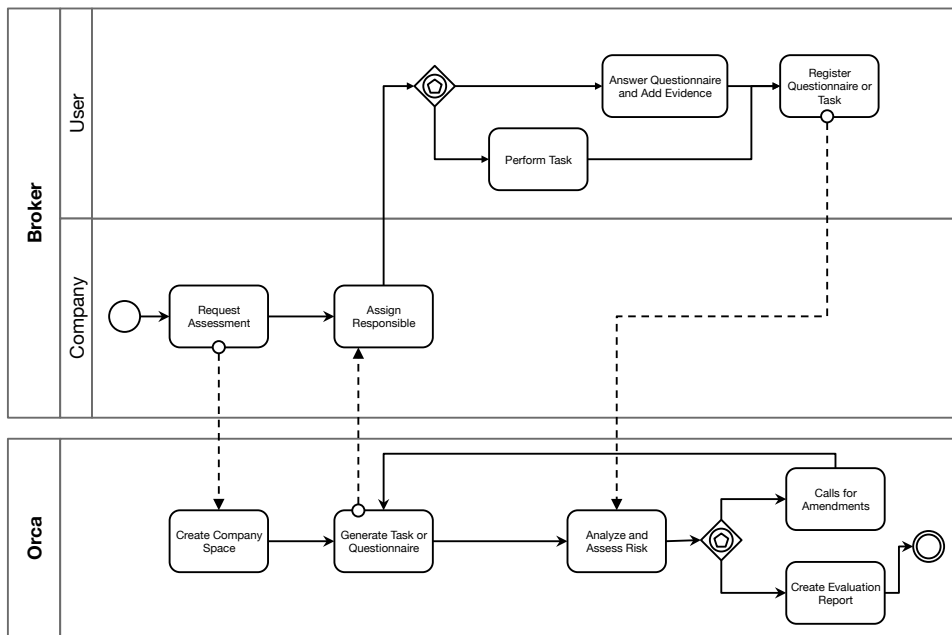 Broker
User
Answer Questionnaire
and Add Evidence
Register
Questionnaire or
Task
Perform Task
Company
Request
Assessment
Assign
Responsible
Orca
Create Company
Space
Generate Task or
Questionnaire
Analyze and
Assess Risk
Calls for
Amendments
Create Evaluation
Report